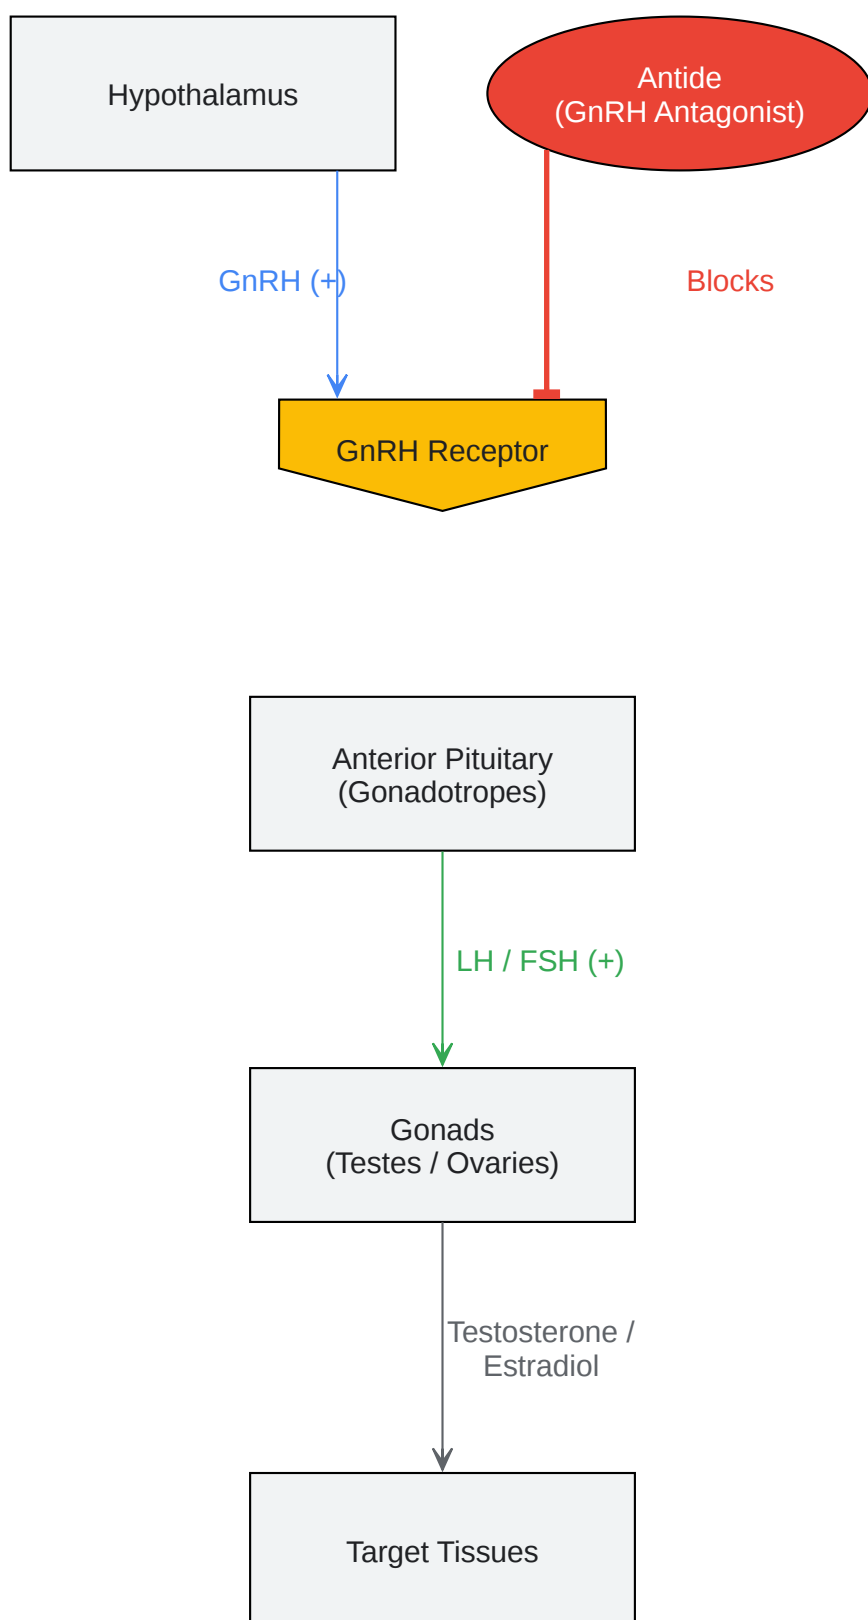 Hypothalamus
Antide
(GnRH Antagonist)
GnRH (+)
Blocks
GnRH Receptor
Anterior Pituitary
(Gonadotropes)
LH / FSH (+)
Gonads
(Testes / Ovaries)
Testosterone /
Estradiol
Target Tissues